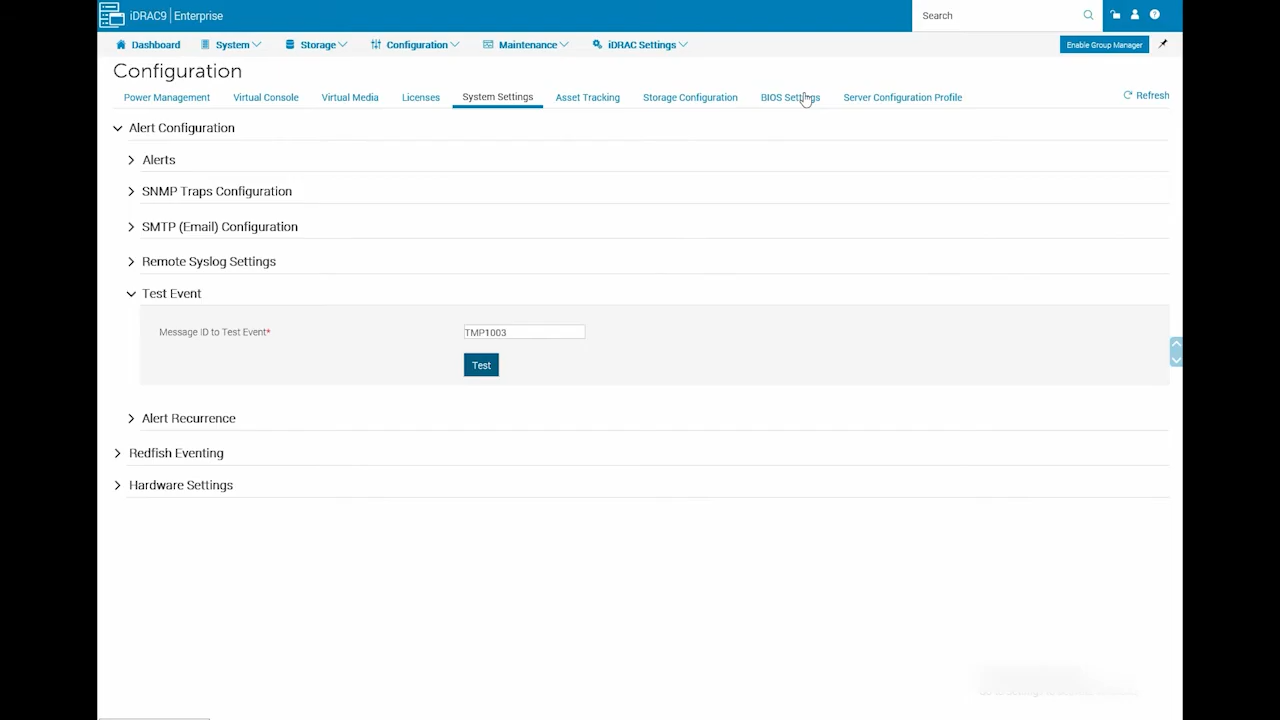 iDRAC9 | Enterprise
Search
Dashboard System Storage Configuration Maintenance iDRAC Settings Enable Group Manager
Configuration
Power Management Virtual Console Virtual Media Licenses System Settings Asset Tracking Storage Configuration BIOS Settings Server Configuration Profile Refresh
Alert Configuration
Alerts
SNMP Traps Configuration
SMTP (Email) Configuration
Remote Syslog Settings
Test Event
Message ID to Test Event* TMP1003
Test
Alert Recurrence
Redfish Eventing
Hardware Settings